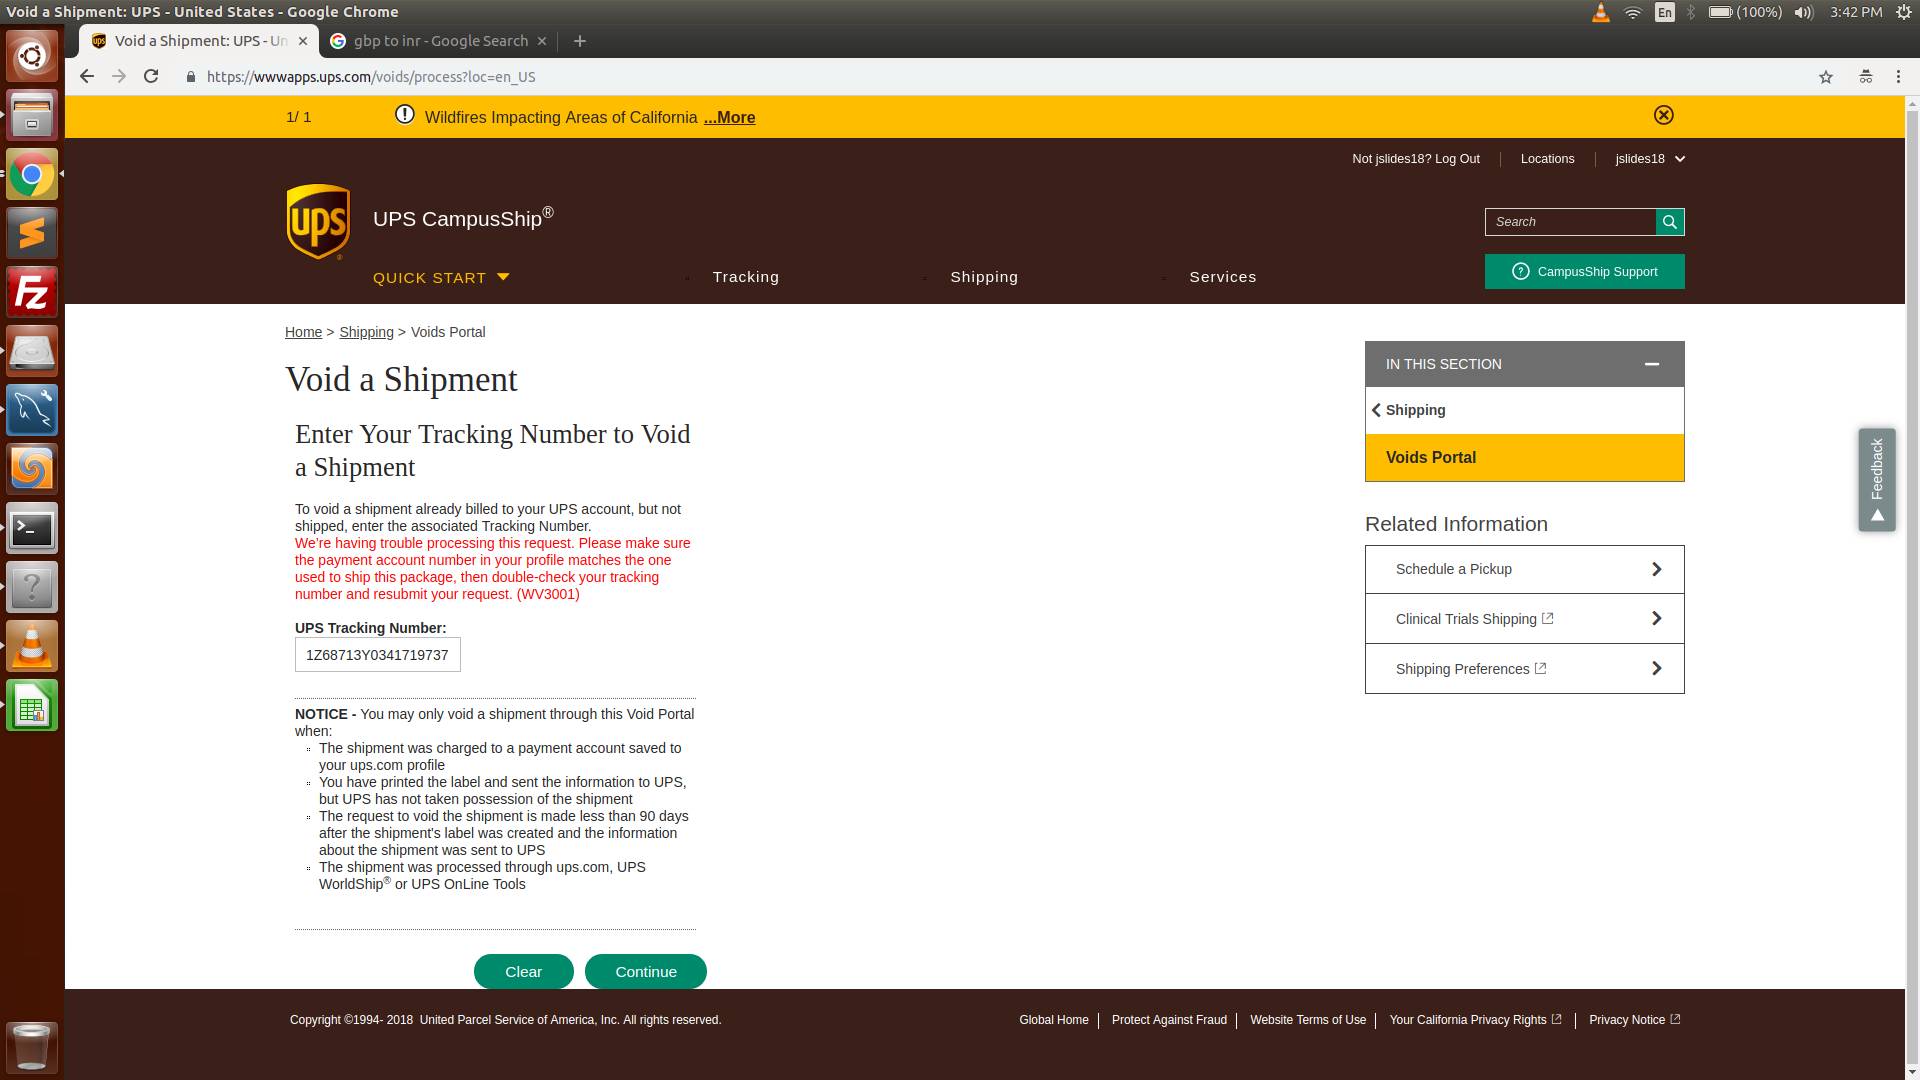 Void a Shipment: UPS - United States - Google Chrome
En
(100%)
3:42 PM
Void a Shipment: UPS - Un
gbp to inr - Google Search
https://wwwapps.ups.com/voids/process?loc=en_US
1/ 1
Wildfires Impacting Areas of California ...More
Not jslides18? Log Out
Locations
jslides18
ups
UPS CampusShip®
Search
QUICK START
Tracking
Shipping
Services
CampusShip Support
Home > Shipping > Voids Portal
Void a Shipment
Enter Your Tracking Number to Void
a Shipment
To void a shipment already billed to your UPS account, but not
shipped, enter the associated Tracking Number.
We're having trouble processing this request. Please make sure
the payment account number in your profile matches the one
used to ship this package, then double-check your tracking
number and resubmit your request. (WV3001)
UPS Tracking Number:
1Z68713Y0341719737
NOTICE - You may only void a shipment through this Void Portal
when:
The shipment was charged to a payment account saved to
your ups.com profile
You have printed the label and sent the information to UPS,
but UPS has not taken possession of the shipment
The request to void the shipment is made less than 90 days
after the shipment's label was created and the information
about the shipment was sent to UPS
The shipment was processed through ups.com, UPS
WorldShip® or UPS OnLine Tools
Clear
Continue
IN THIS SECTION
Shipping
Voids Portal
Related Information
Schedule a Pickup
Clinical Trials Shipping
Shipping Preferences
Feedback
Copyright ©1994- 2018  United Parcel Service of America, Inc. All rights reserved.
Global Home
Protect Against Fraud
Website Terms of Use
Your California Privacy Rights
Privacy Notice